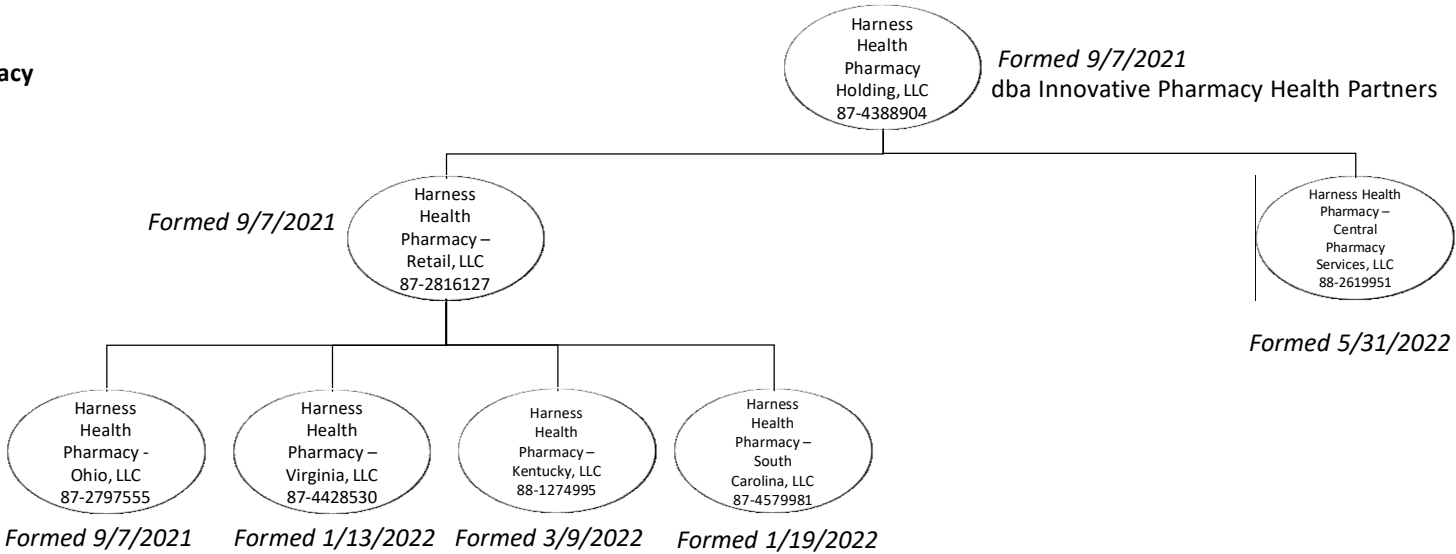 acy
Harness
Health
Pharmacy
Holding, LLC
87-4388904
Formed 9/7/2021
dba Innovative Pharmacy Health Partners
Formed 9/7/2021
Harness
Health
Pharmacy –
Retail, LLC
87-2816127
Harness Health
Pharmacy –
Central
Pharmacy
Services, LLC
88-2619951
Formed 5/31/2022
Harness
Health
Pharmacy -
Ohio, LLC
87-2797555
Formed 9/7/2021
Harness
Health
Pharmacy –
Virginia, LLC
87-4428530
Formed 1/13/2022
Harness
Health
Pharmacy –
Kentucky, LLC
88-1274995
Formed 3/9/2022
Harness
Health
Pharmacy –
South
Carolina, LLC
87-4579981
Formed 1/19/2022